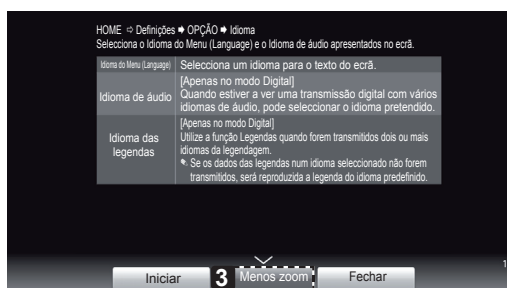 HOME ⇨ Definições ➡ OPÇÃO ➡ Idioma
Selecciona o Idioma do Menu (Language) e o Idioma de áudio apresentados no ecrã.
Idioma do Menu (Language) Selecciona um idioma para o texto do ecrã.
Idioma de áudio
[Apenas no modo Digital]
Quando estiver a ver uma transmissão digital com vários
idiomas de áudio, pode seleccionar o idioma pretendido.
Idioma das
legendas
[Apenas no modo Digital]
Utilize a função Legendas quando forem transmitidos dois ou mais
idiomas da legendagem.
Se os dados das legendas num idioma seleccionado não forem
transmitidos, será reproduzida a legenda do idioma predefinido.
1
Iniciar 3 Menos zoom Fechar